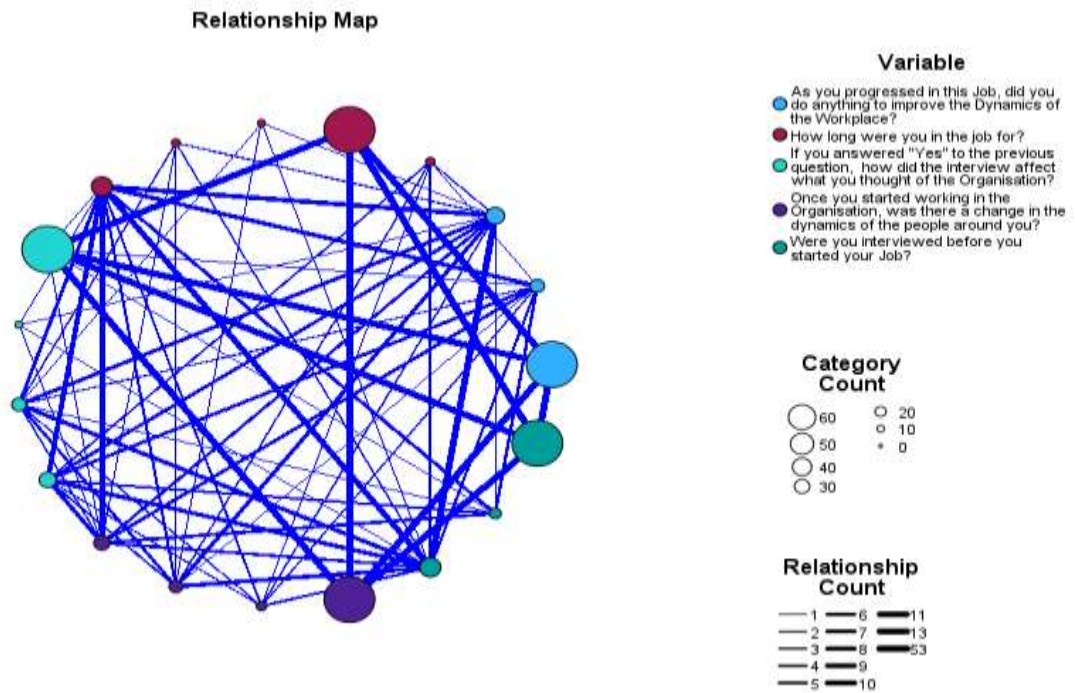 Relationship Map
Variable
As you progressed in this Job, did you
do anything to improve the Dynamics of
the Workplace?
How long were you in the job for?
If you answered "Yes" to the previous
question, how did the interview affect
what you thought of the Organisation?
Once you started working in the
Organisation, was there a change in the
dynamics of the people around you?
Were you interviewed before you
started your Job?
Category
Count
60 20
50 10
40 0
30
Relationship
Count
1 6 11
2 7 13
3 8 53
4 9
5 10